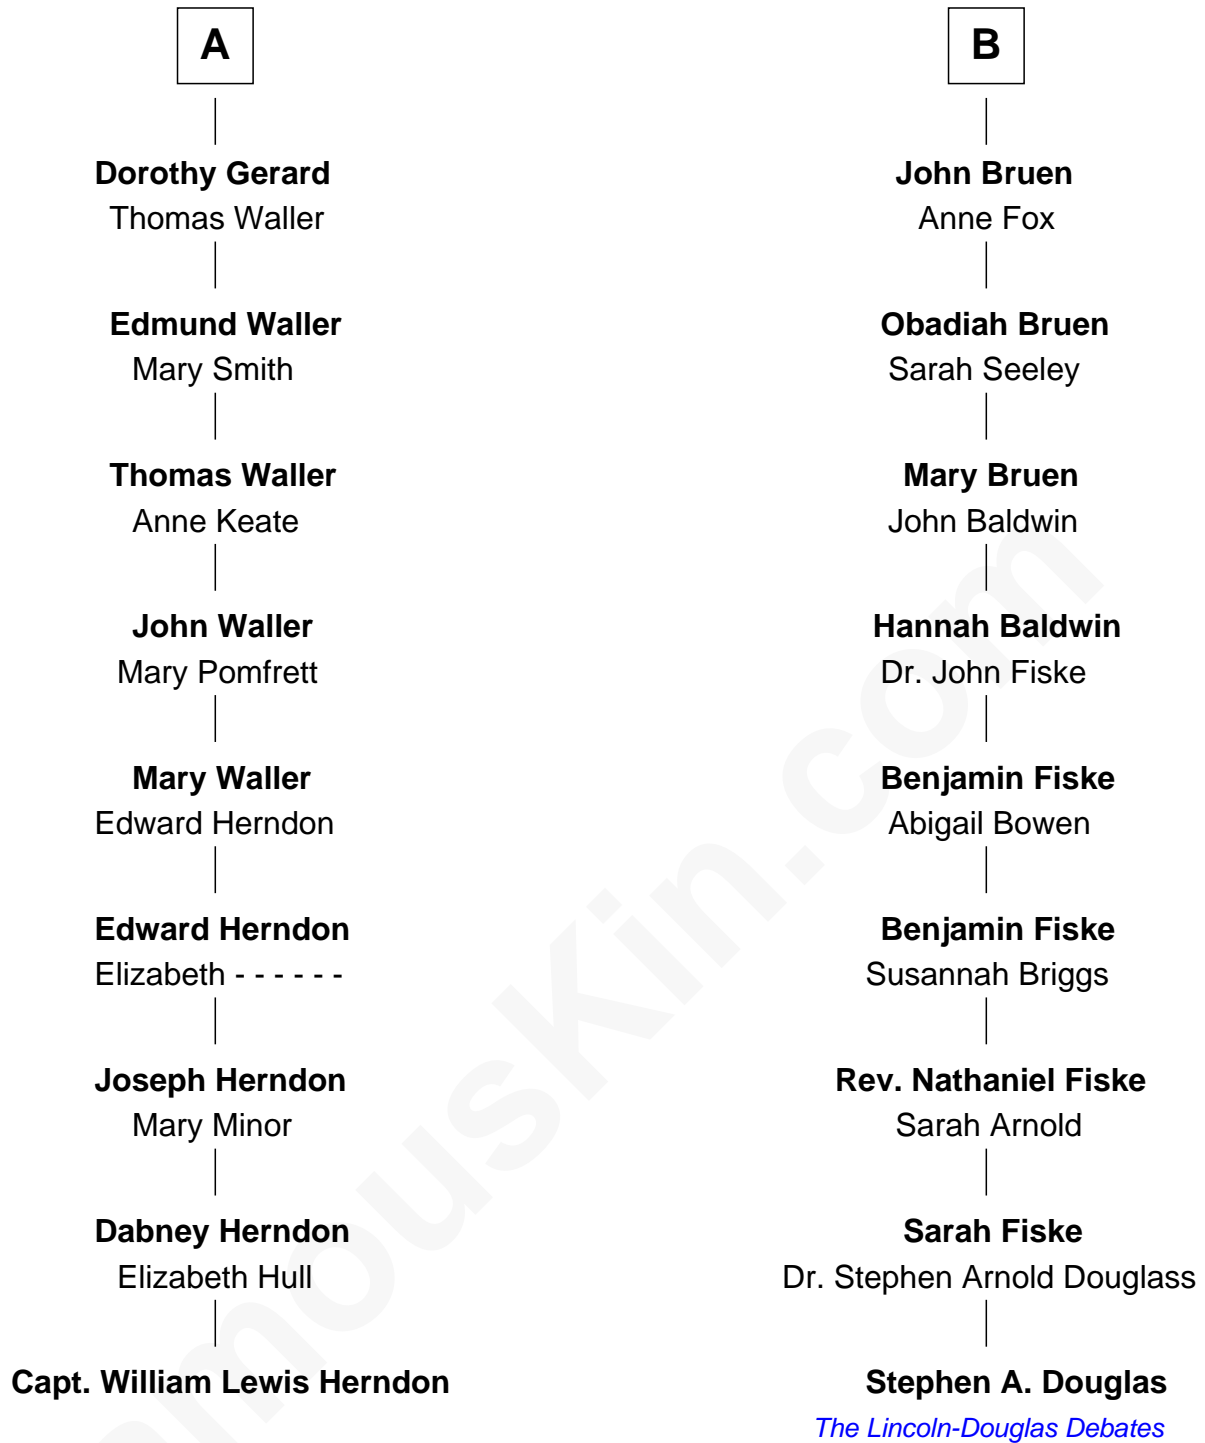 A
Dorothy Gerard
Thomas Waller
Edmund Waller
Mary Smith
Thomas Waller
Anne Keate
John Waller
Mary Pomfrett
Mary Waller
Edward Herndon
Edward Herndon
Elizabeth - - - - - -
Joseph Herndon
Mary Minor
Dabney Herndon
Elizabeth Hull
Capt. William Lewis Herndon
B
John Bruen
Anne Fox
Obadiah Bruen
Sarah Seeley
Mary Bruen
John Baldwin
Hannah Baldwin
Dr. John Fiske
Benjamin Fiske
Abigail Bowen
Benjamin Fiske
Susannah Briggs
Rev. Nathaniel Fiske
Sarah Arnold
Sarah Fiske
Dr. Stephen Arnold Douglass
Stephen A. Douglas
The Lincoln-Douglas Debates
amousKin.com